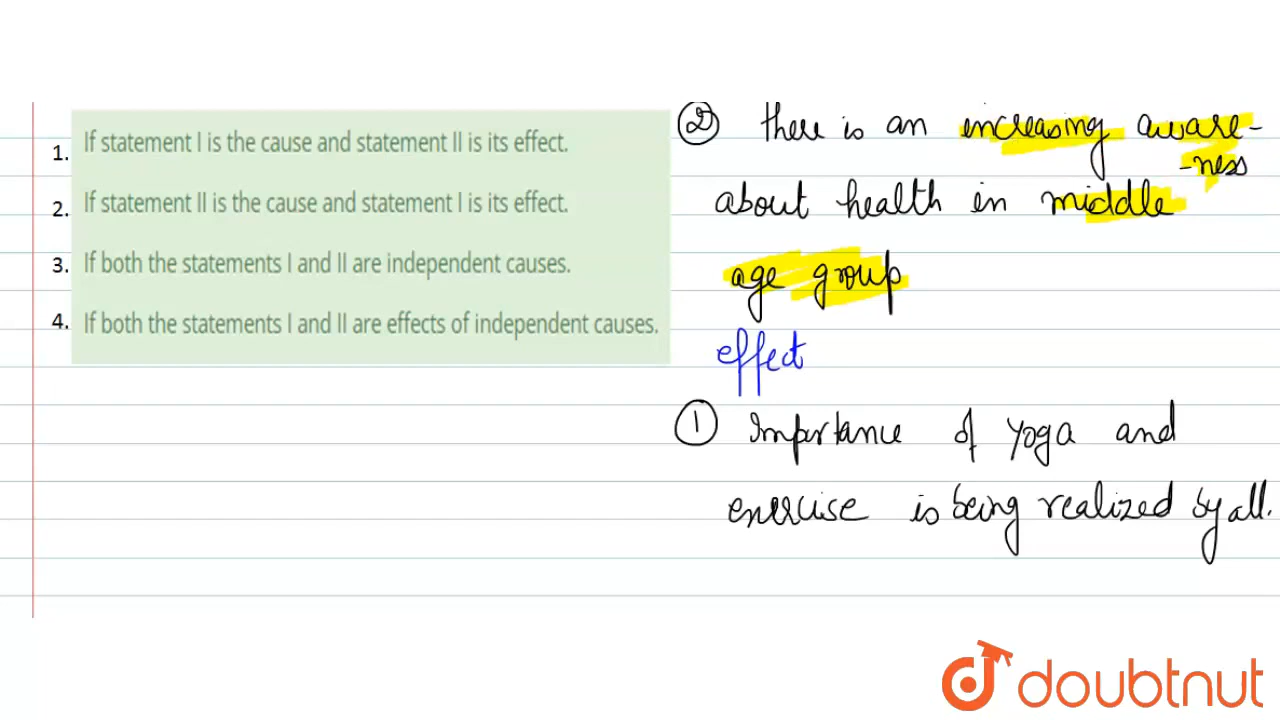 1. If statement I is the cause and statement II is its effect.
2. If statement II is the cause and statement I is its effect.
3. If both the statements I and II are independent causes.
4. If both the statements I and II are effects of independent causes.
② there is an increasing aware-
-ness
about health in middle
age group
effect
① Importance of Yoga and
exercise is being realized by all.
doubtnut